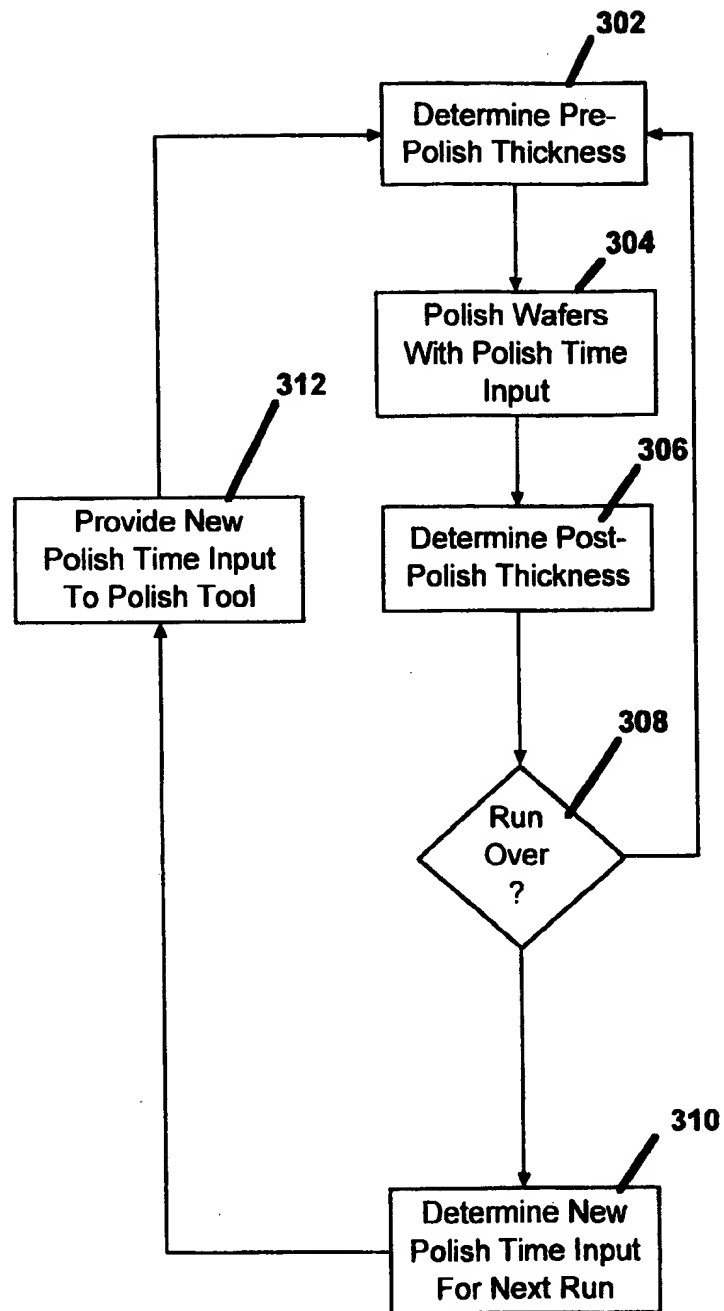 302
Determine Pre-
Polish Thickness
304
Polish Wafers
With Polish Time
Input
312
306
Provide New
Polish Time Input
To Polish Tool
Determine Post-
Polish Thickness
308
Run
Over
?
310
Determine New
Polish Time Input
For Next Run